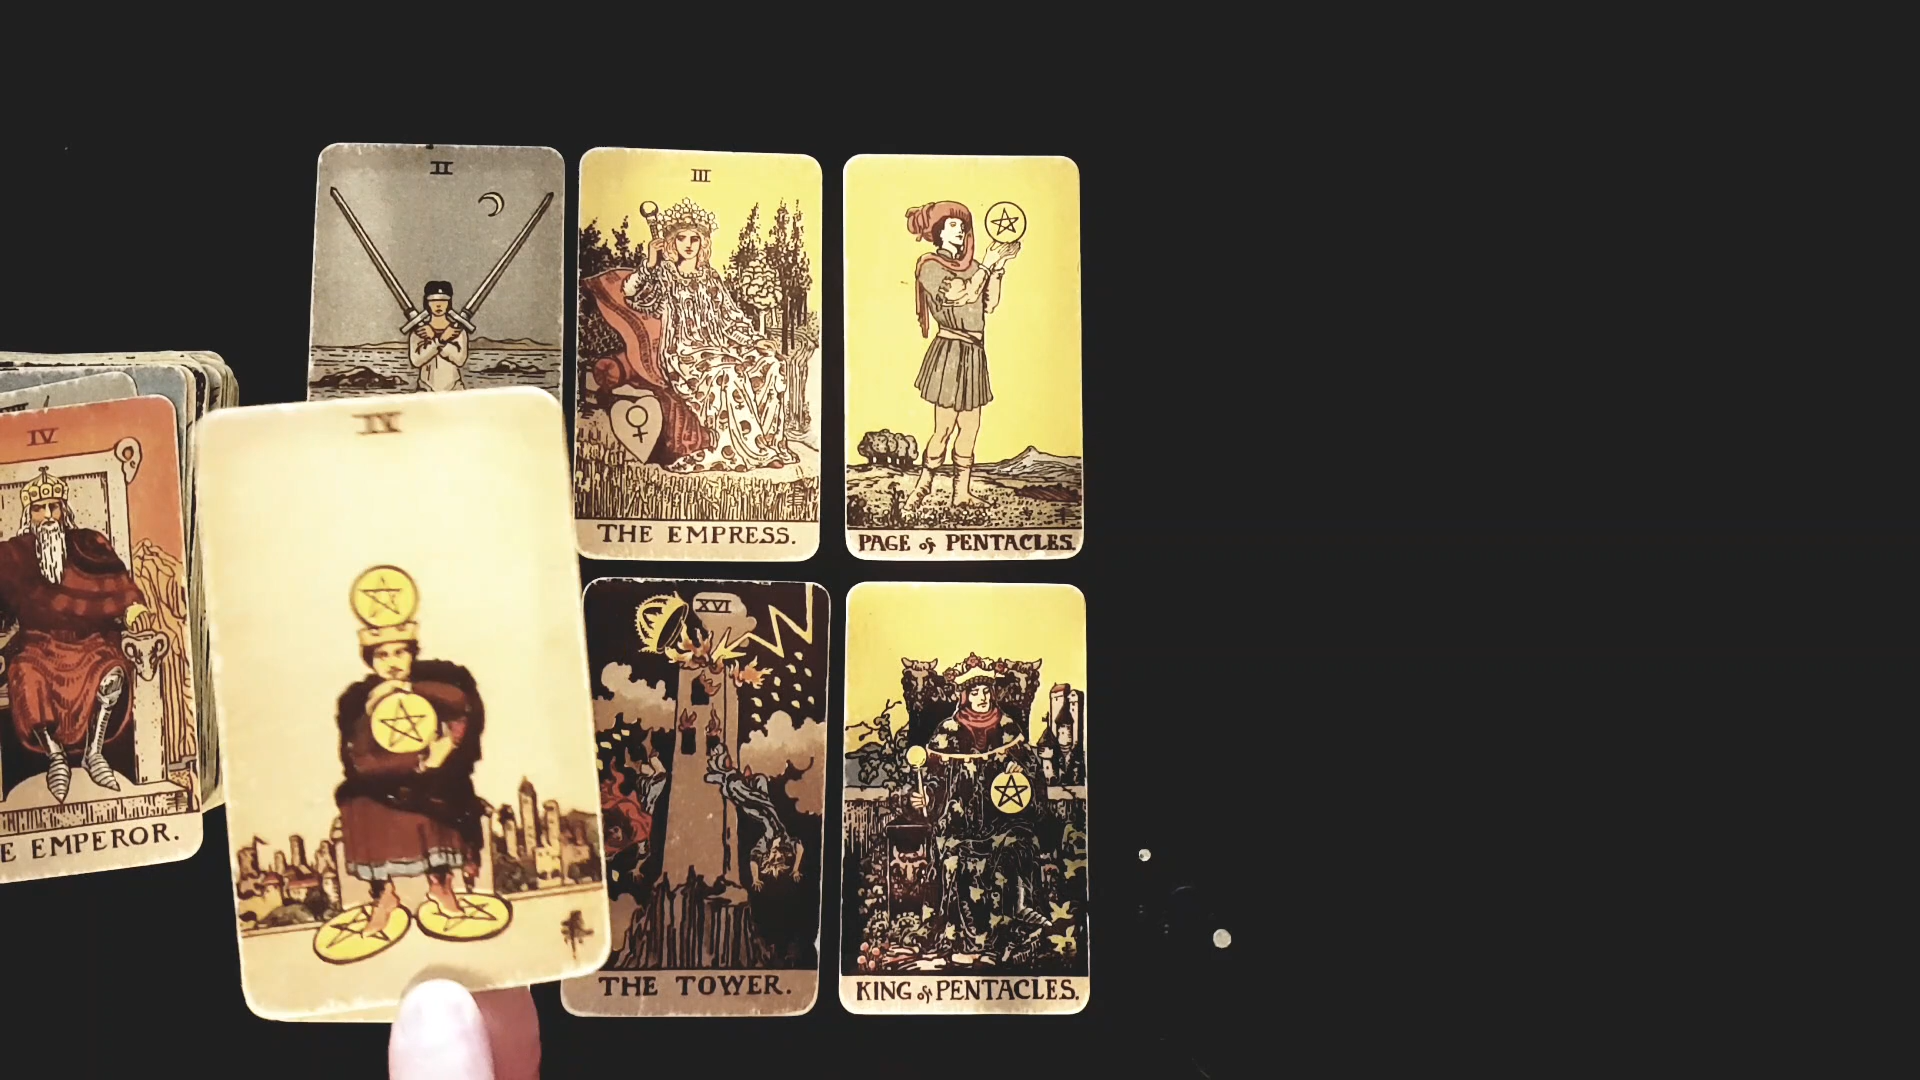 II
III
THE EMPRESS.
PAGE of PENTACLES.
IV
E EMPEROR.
IV
XVI
THE TOWER.
KING of PENTACLES.